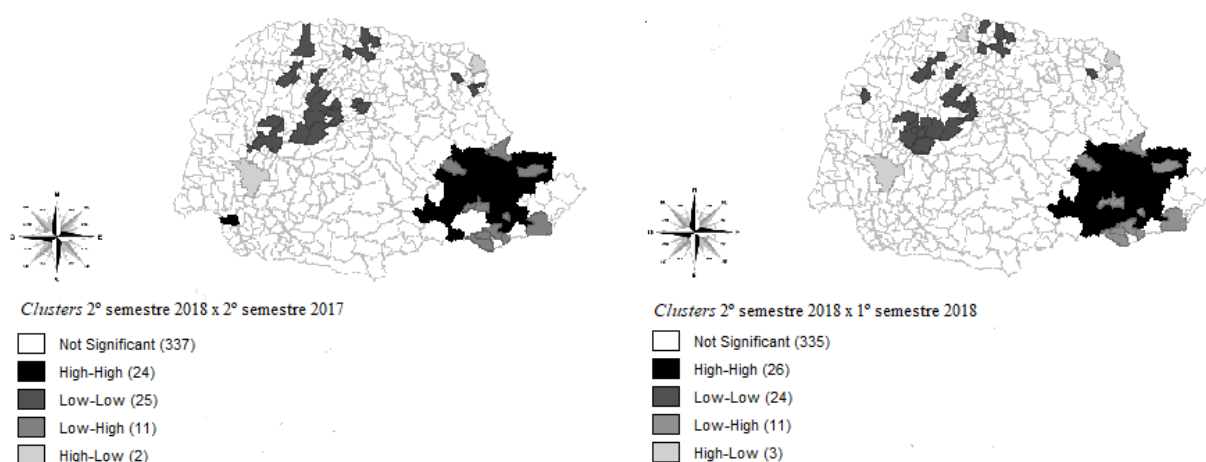 Clusters 2º semestre 2018 x 2º semestre 2017
Not Significant (337)
High-High (24)
Low-Low (25)
Low-High (11)
High-Low (2)
Clusters 2º semestre 2018 x 1º semestre 2018
Not Significant (335)
High-High (26)
Low-Low (24)
Low-High (11)
High-Low (3)